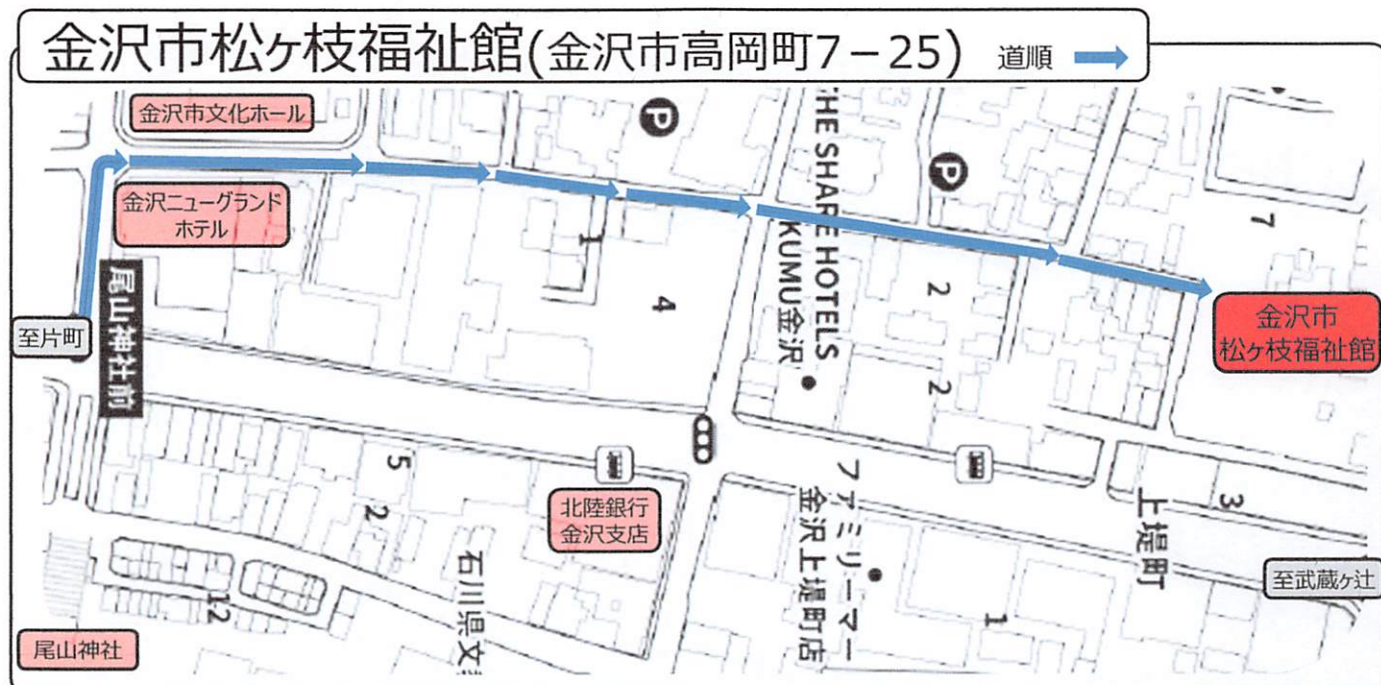 金沢市松ヶ枝福祉館(金沢市高岡町7－25) 道順
金沢市文化ホール
P
THE SHARE HOTELS
KUMU金沢
P
7
金沢ニューグランド
ホテル
1
4
2
2
金沢市
松ヶ枝福祉館
至片町
尾山神社前
5
2
北陸銀行
金沢支店
ファミリーマー
金沢上堤町店
上堤町
3
至武蔵ヶ辻
石川県文
12
1
尾山神社